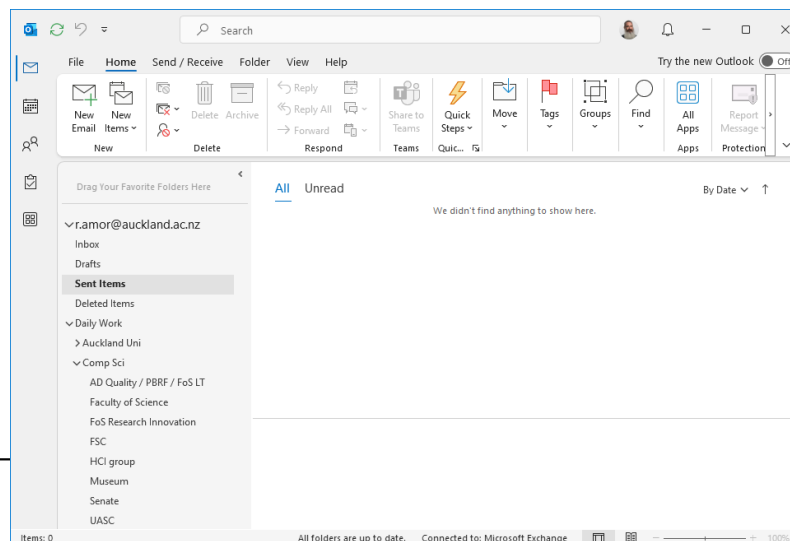 Search
File Home Send / Receive Folder View Help
Try the new Outlook Off
New Email
New Items
New
Delete Archive
Delete
Reply
Reply All
Forward
Respond
Share to Teams
Teams
Quick Steps
Quic...
Move
Tags
Groups
Find
All Apps
Apps
Report Message
Protection
Drag Your Favorite Folders Here
All Unread
By Date
We didn't find anything to show here.
r.amor@auckland.ac.nz
Inbox
Drafts
Sent Items
Deleted Items
Daily Work
Auckland Uni
Comp Sci
AD Quality / PBRF / FoS LT
Faculty of Science
FoS Research Innovation
FSC
HCI group
Museum
Senate
UASC
Items: 0
All folders are up to date. Connected to: Microsoft Exchange
100%